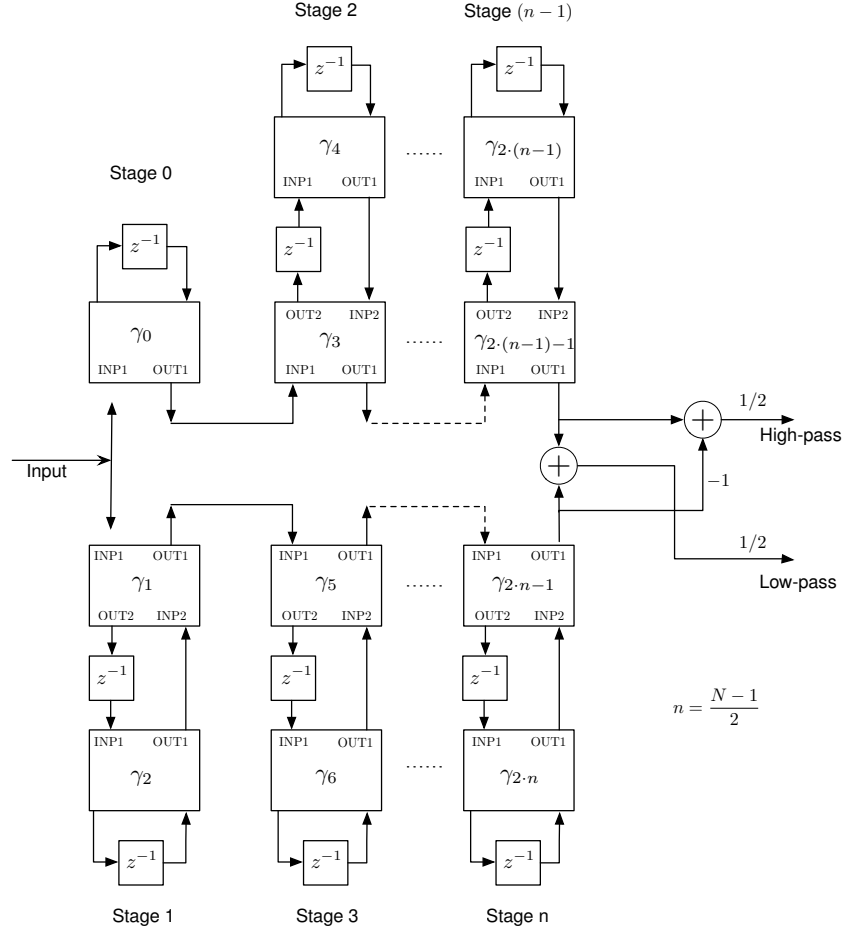 Stage 2
Stage (n − 1)
z⁻¹
z⁻¹
γ₄
......
γ₂·₍ₙ₋₁₎
INP1 OUT1
INP1 OUT1
Stage 0
z⁻¹
z⁻¹
z⁻¹
OUT2 INP2
OUT2 INP2
γ₀
γ₃
......
γ₂·₍ₙ₋₁₎₋₁
INP1 OUT1
INP1 OUT1
INP1 OUT1
1/2
High-pass
Input
−1
1/2
Low-pass
INP1 OUT1
INP1 OUT1
INP1 OUT1
γ₁
γ₅
......
γ₂·ₙ₋₁
OUT2 INP2
OUT2 INP2
OUT2 INP2
z⁻¹
z⁻¹
z⁻¹
n = (N − 1)/2
INP1 OUT1
INP1 OUT1
INP1 OUT1
γ₂
γ₆
......
γ₂·ₙ
z⁻¹
z⁻¹
z⁻¹
Stage 1
Stage 3
Stage n